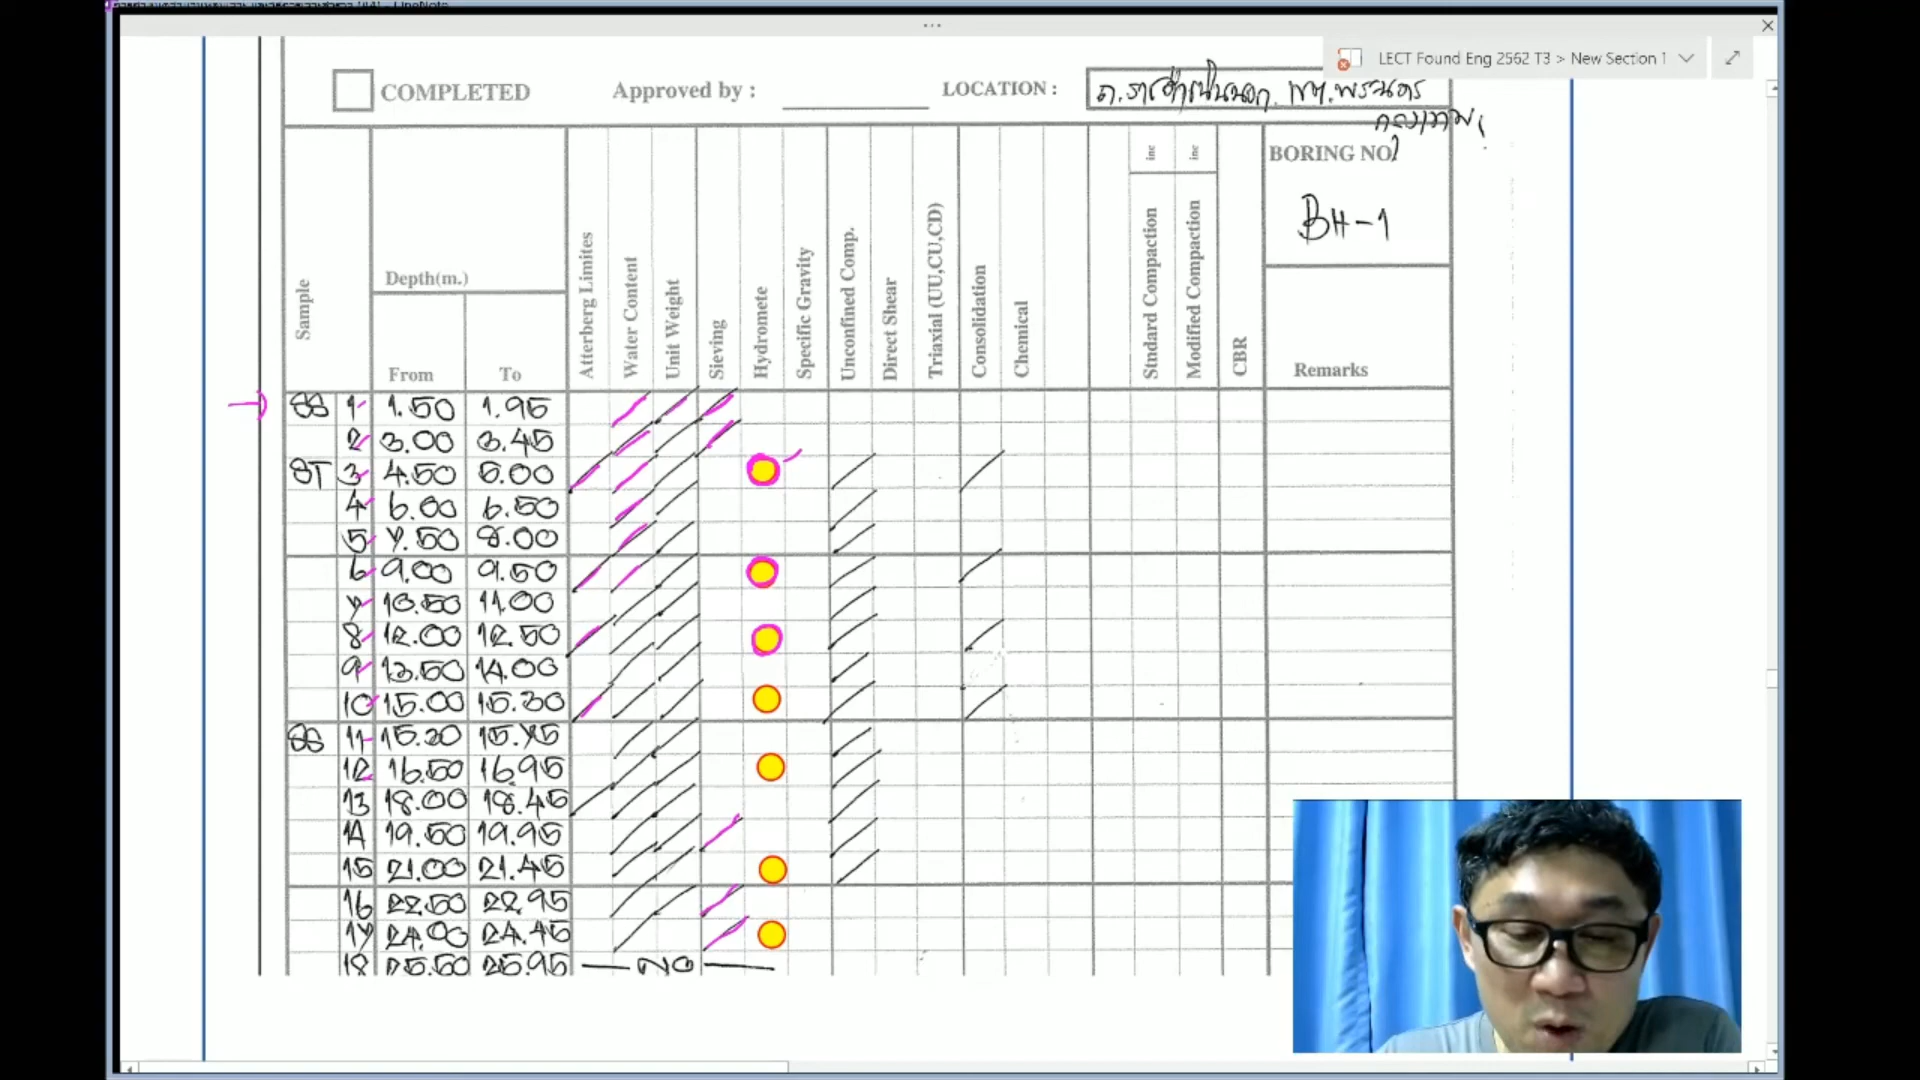 LECT Found Eng 2562 T3 > New Section 1
COMPLETED Approved by : LOCATION :
BORING NO.
BH-1
Sample
Depth(m.)
From To
Atterberg Limites
Water Content
Unit Weight
Sieving
Hydromete
Specific Gravity
Unconfined Comp.
Direct Shear
Triaxial (UU,CU,CD)
Consolidation
Chemical
Stndard Compaction
inc
Modified Compaction
inc
CBR
Remarks
SS 1 1.50 1.95
2 3.00 3.45
ST 3 4.50 5.00
4 6.00 6.50
5 7.50 8.00
6 9.00 9.50
7 10.50 11.00
8 12.00 12.50
9 13.50 14.00
10 15.00 15.30
SS 11 15.30 15.75
12 16.50 16.95
13 18.00 18.45
14 19.50 19.95
15 21.00 21.45
16 22.50 22.95
17 24.00 24.45
18 25.50 25.95 NO